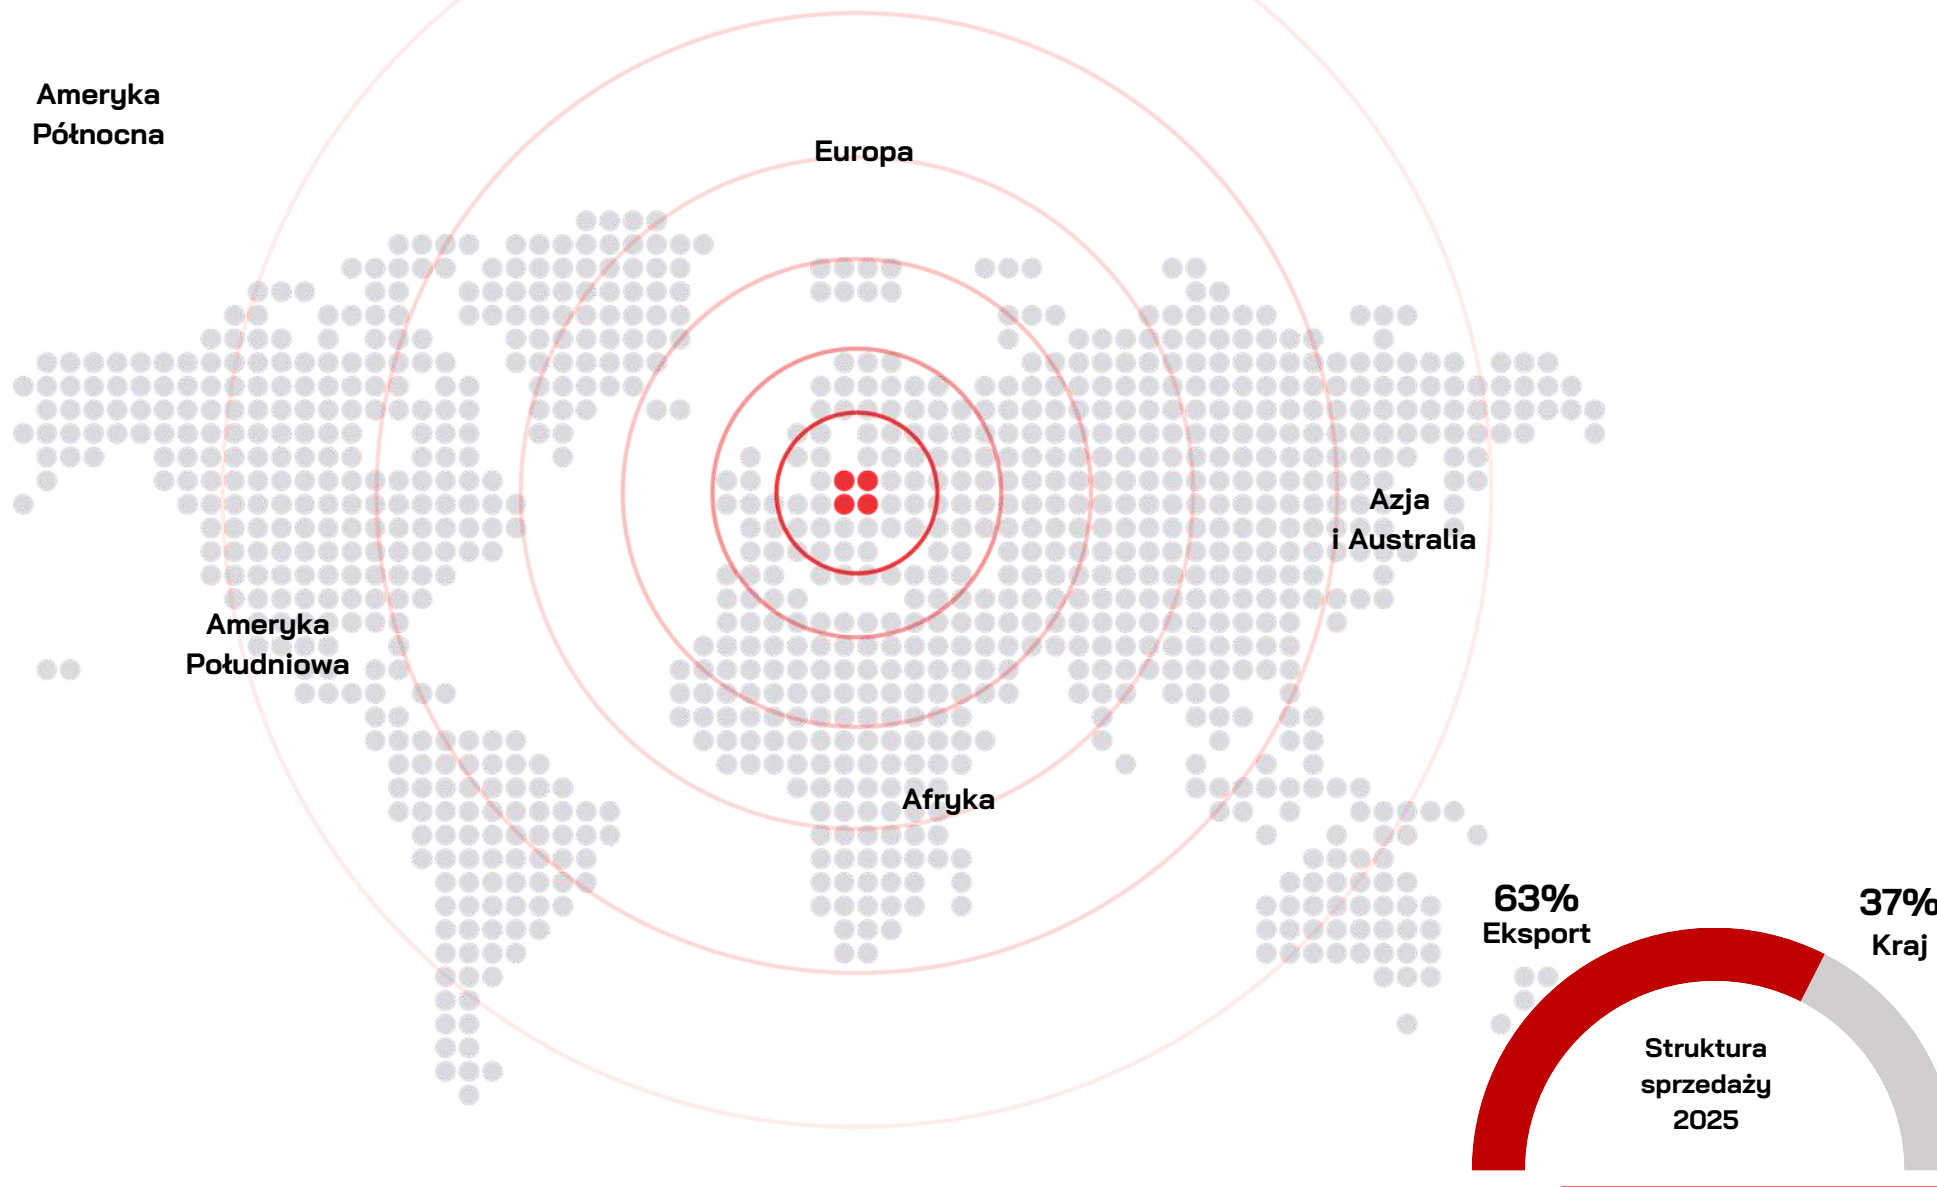 Ameryka
Północna
Europa
Azja
i Australia
Ameryka
Południowa
Afryka
63%
Eksport
37%
Kraj
Struktura
sprzedaży
2025